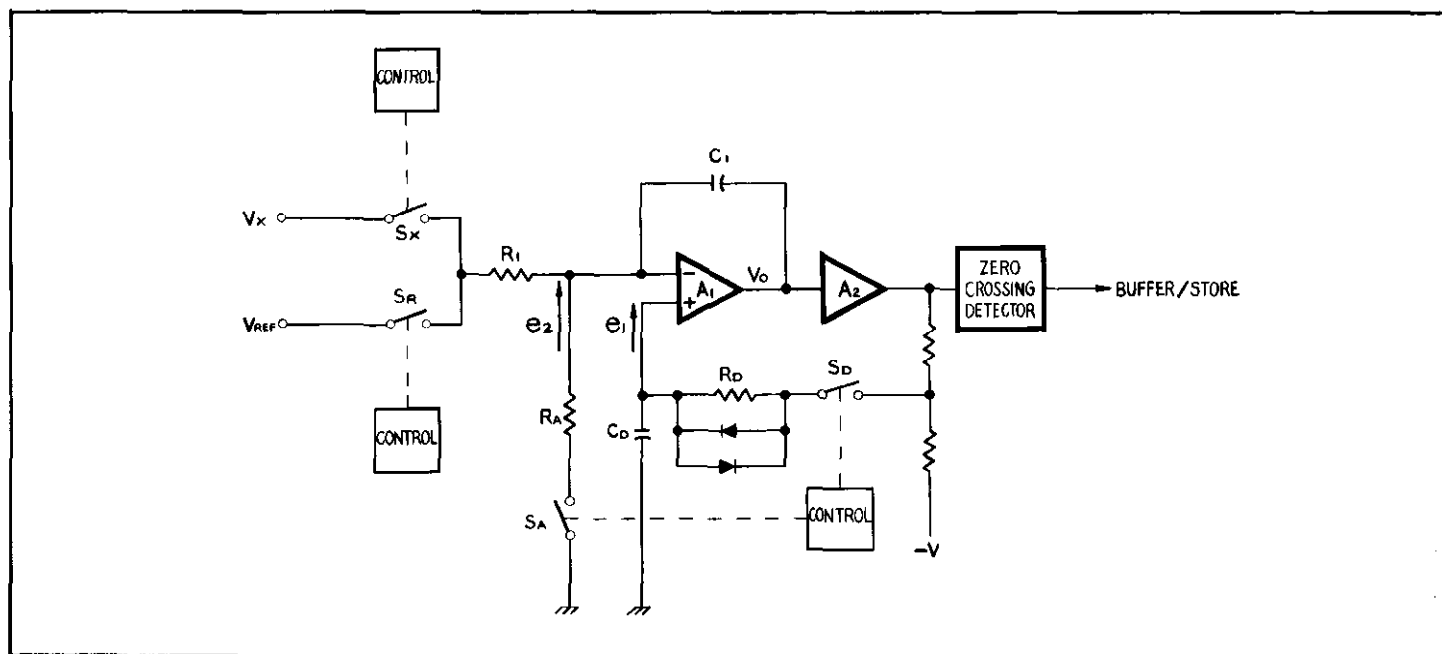 CONTROL
C1
Vx
Sx
R1
ZERO
CROSSING
DETECTOR
BUFFER/STORE
A1
Vo
A2
−
+
SR
VREF
e2
e1
RD
SD
RA
CD
CONTROL
SA
CONTROL
−V